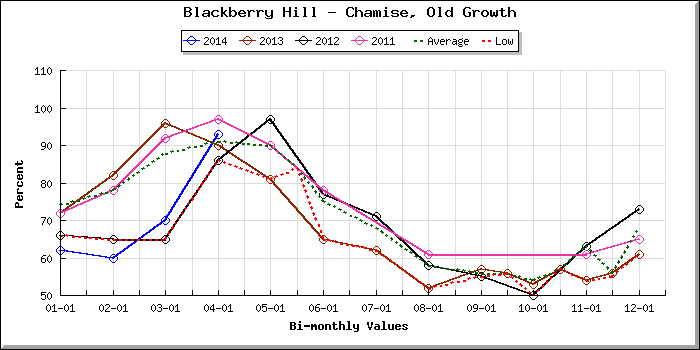 Blackberry Hill - Chamise, Old Growth
2014 2013 2012 2011 Average Low
110
100
90
80
70
60
50
Percent
01-01 02-01 03-01 04-01 05-01 06-01 07-01 08-01 09-01 10-01 11-01 12-01
Bi-monthly Values